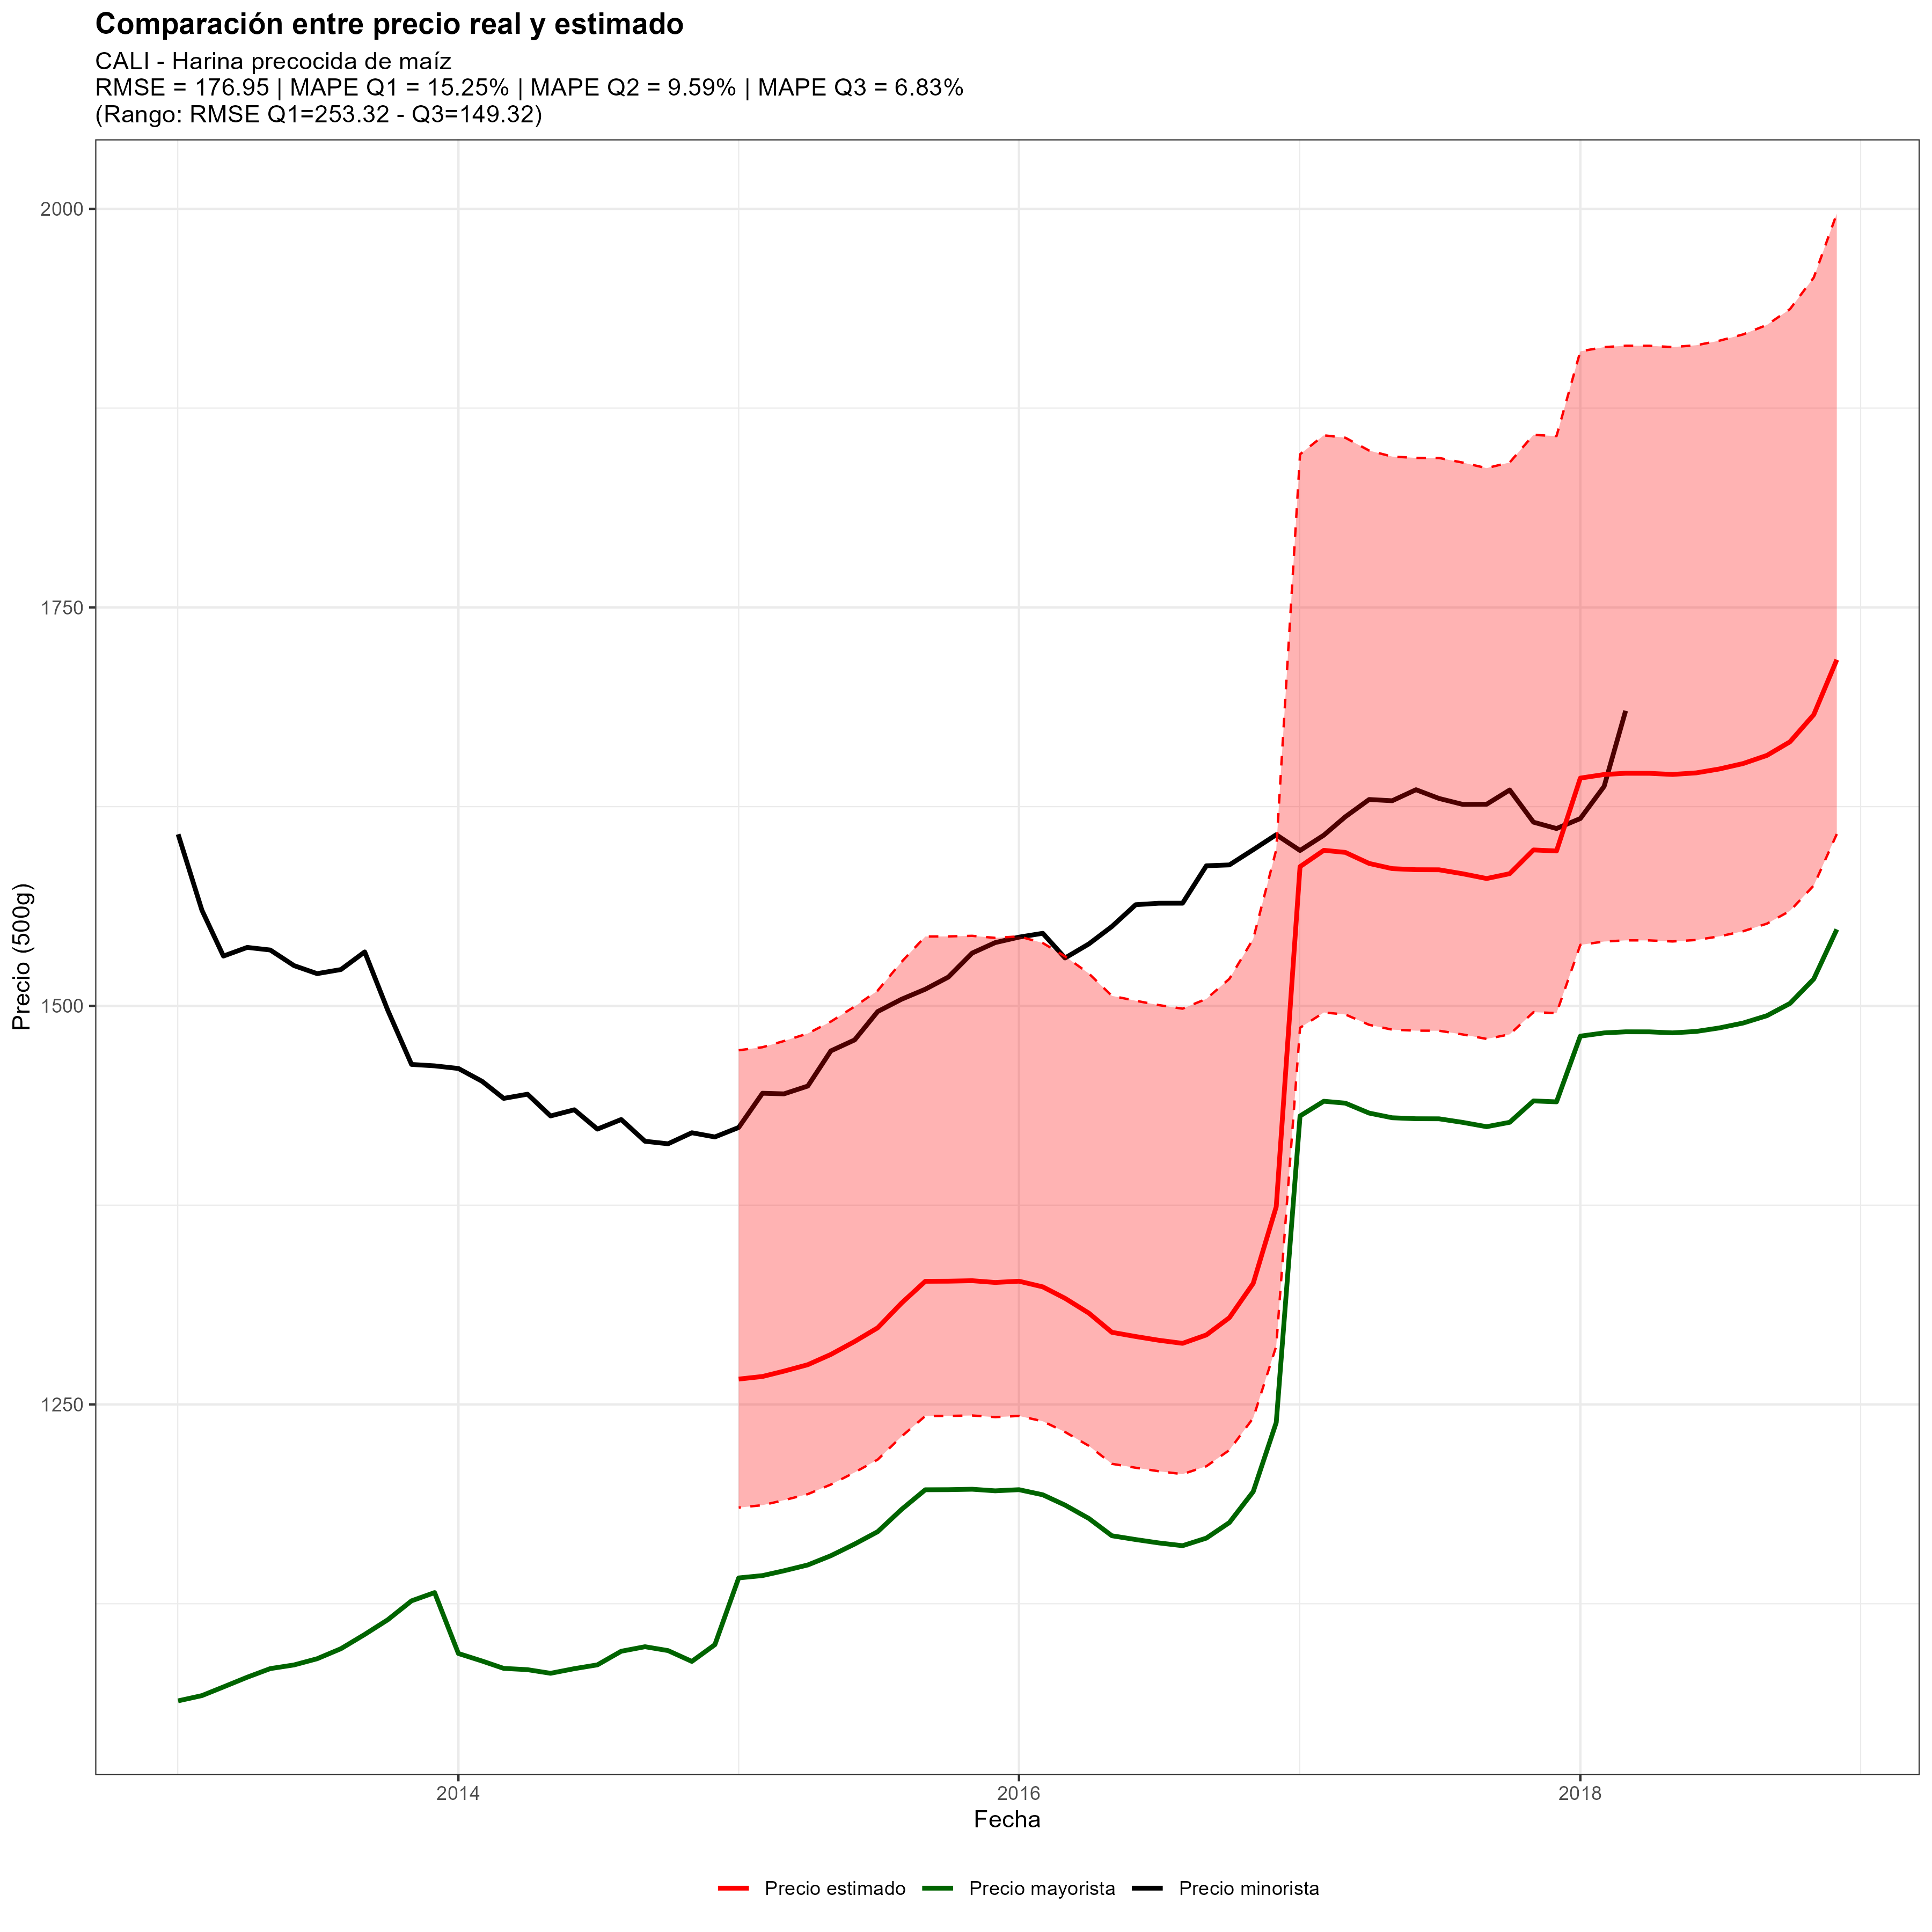 Comparación entre precio real y estimado
CALI - Harina precocida de maíz
RMSE = 176.95 | MAPE Q1 = 15.25% | MAPE Q2 = 9.59% | MAPE Q3 = 6.83%
(Rango: RMSE Q1=253.32 - Q3=149.32)
Precio (500g)
2000
1750
1500
1250
2014
2016
2018
Fecha
Precio estimado
Precio mayorista
Precio minorista